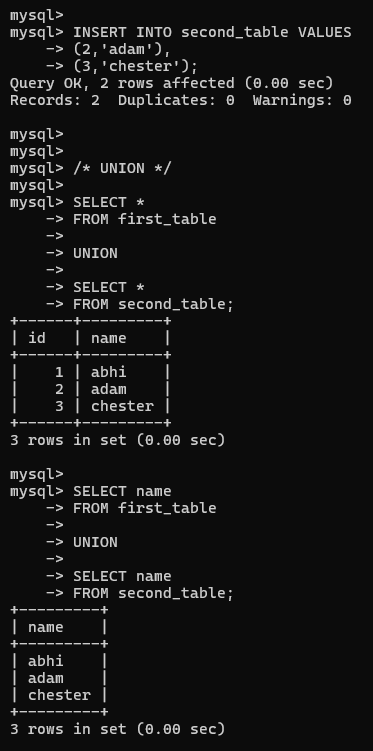 mysql>
mysql> INSERT INTO second_table VALUES
    -> (2,'adam'),
    -> (3,'chester');
Query OK, 2 rows affected (0.00 sec)
Records: 2  Duplicates: 0  Warnings: 0

mysql>
mysql>
mysql> /* UNION */
mysql>
mysql> SELECT *
    -> FROM first_table
    ->
    -> UNION
    ->
    -> SELECT *
    -> FROM second_table;
+------+---------+
| id   | name    |
+------+---------+
|    1 | abhi    |
|    2 | adam    |
|    3 | chester |
+------+---------+
3 rows in set (0.00 sec)

mysql>
mysql> SELECT name
    -> FROM first_table
    ->
    -> UNION
    ->
    -> SELECT name
    -> FROM second_table;
+---------+
| name    |
+---------+
| abhi    |
| adam    |
| chester |
+---------+
3 rows in set (0.00 sec)